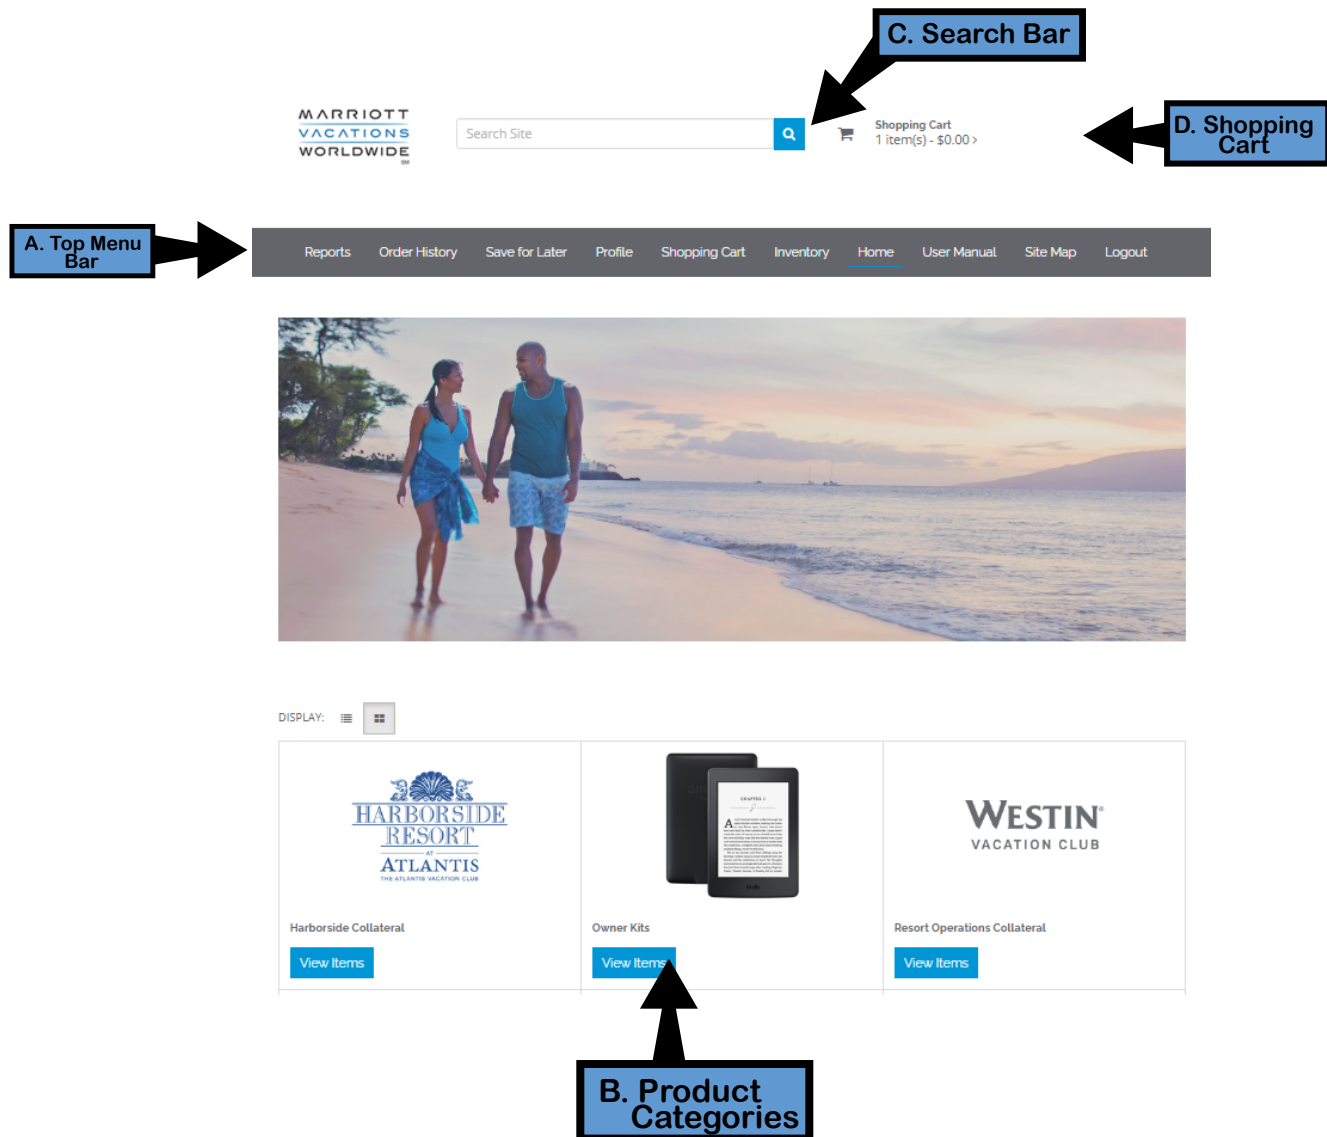 C. Search Bar
MARRIOTT
VACATIONS
WORLDWIDE
SM
Search Site
Shopping Cart
1 item(s) - $0.00 >
D. Shopping
Cart
A. Top Menu
Bar
Reports Order History Save for Later Profile Shopping Cart Inventory Home User Manual Site Map Logout
DISPLAY:
HARBORSIDE
RESORT
AT
ATLANTIS
THE ATLANTIS VACATION CLUB
CHAPTER I
kindle
WESTIN®
VACATION CLUB
Harborside Collateral
Owner Kits
Resort Operations Collateral
View Items
View Items
View Items
B. Product
Categories